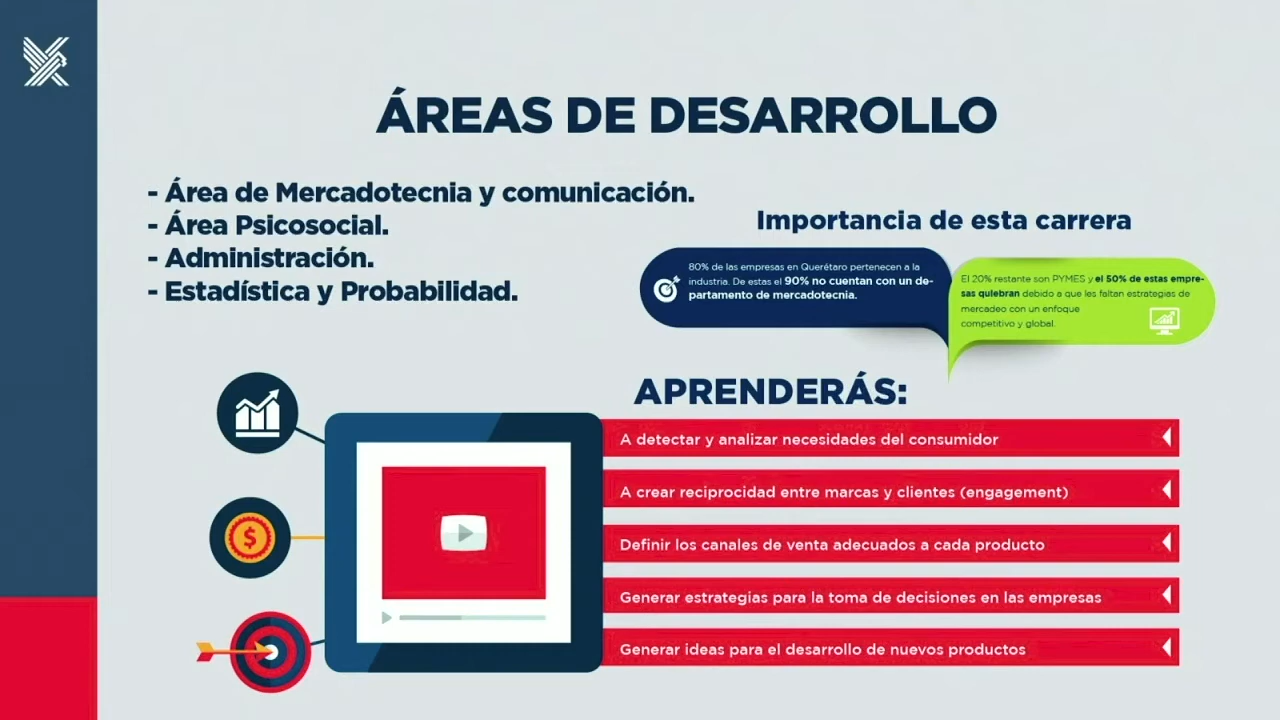 ÁREAS DE DESARROLLO
- Área de Mercadotecnia y comunicación.
- Área Psicosocial.
- Administración.
- Estadística y Probabilidad.
Importancia de esta carrera
80% de las empresas en Querétaro pertenecen a la
industria. De estas el 90% no cuentan con un de-
partamento de mercadotecnia.
El 20% restante son PYMES y el 50% de estas empre-
sas quiebran debido a que les faltan estrategias de
mercadeo con un enfoque
competitivo y global.
$
APRENDERÁS:
A detectar y analizar necesidades del consumidor
A crear reciprocidad entre marcas y clientes (engagement)
Definir los canales de venta adecuados a cada producto
Generar estrategias para la toma de decisiones en las empresas
Generar ideas para el desarrollo de nuevos productos